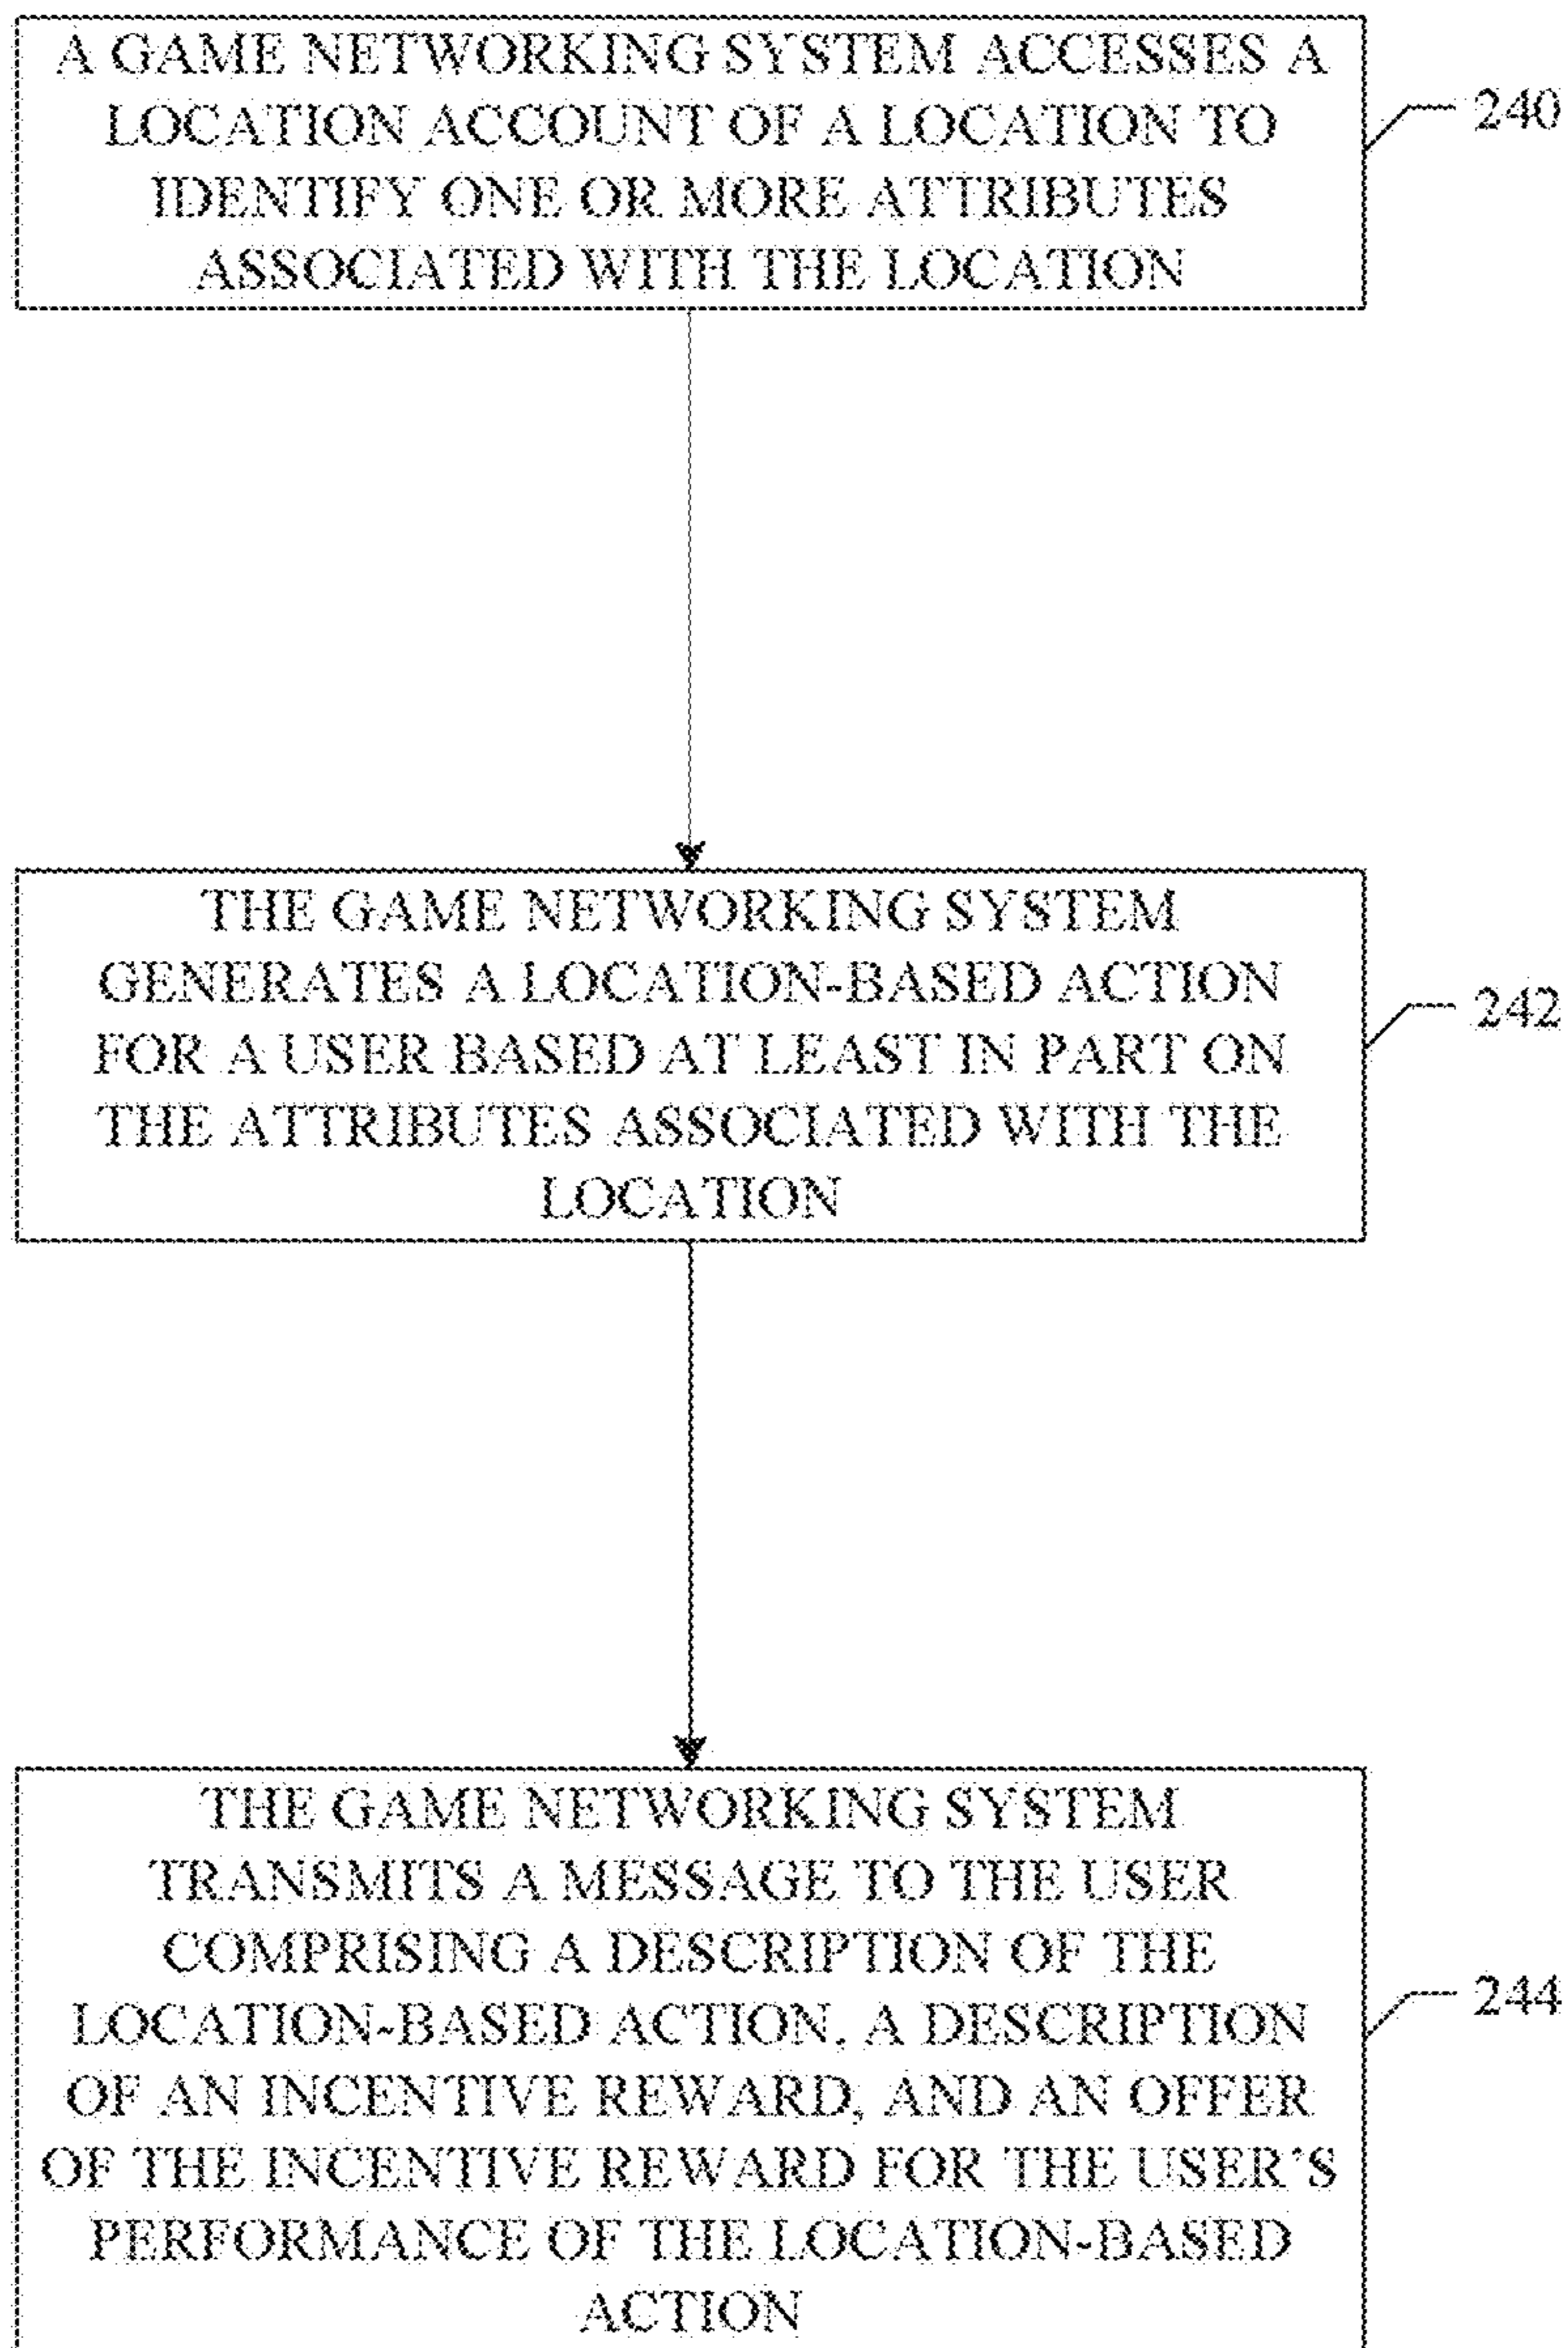 A GAME NETWORKING SYSTEM ACCESSES A
LOCATION ACCOUNT OF A LOCATION TO
IDENTIFY ONE OR MORE ATTRIBUTES
ASSOCIATED WITH THE LOCATION
240
THE GAME NETWORKING SYSTEM
GENERATES A LOCATION-BASED ACTION
FOR A USER BASED AT LEAST IN PART ON
THE ATTRIBUTES ASSOCIATED WITH THE
LOCATION
242
THE GAME NETWORKING SYSTEM
TRANSMITS A MESSAGE TO THE USER
COMPRISING A DESCRIPTION OF THE
LOCATION-BASED ACTION, A DESCRIPTION
OF AN INCENTIVE REWARD, AND AN OFFER
OF THE INCENTIVE REWARD FOR THE USER'S
PERFORMANCE OF THE LOCATION-BASED
ACTION
244